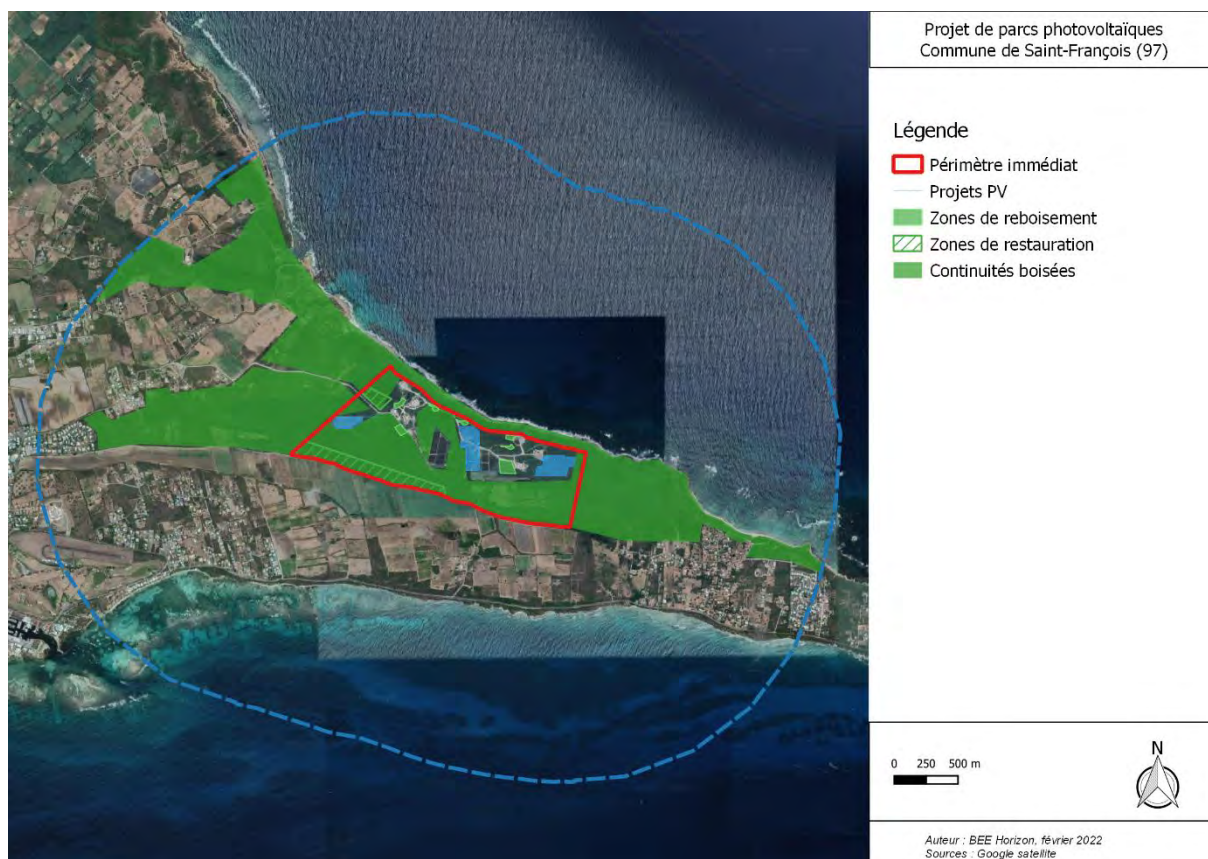 Projet de parcs photovoltaïques
Commune de Saint-François (97)
Légende
Périmètre immédiat
Projets PV
Zones de reboisement
Zones de restauration
Continuités boisées
0 250 500 m
N
Auteur : BEE Horizon, février 2022
Sources : Google satellite